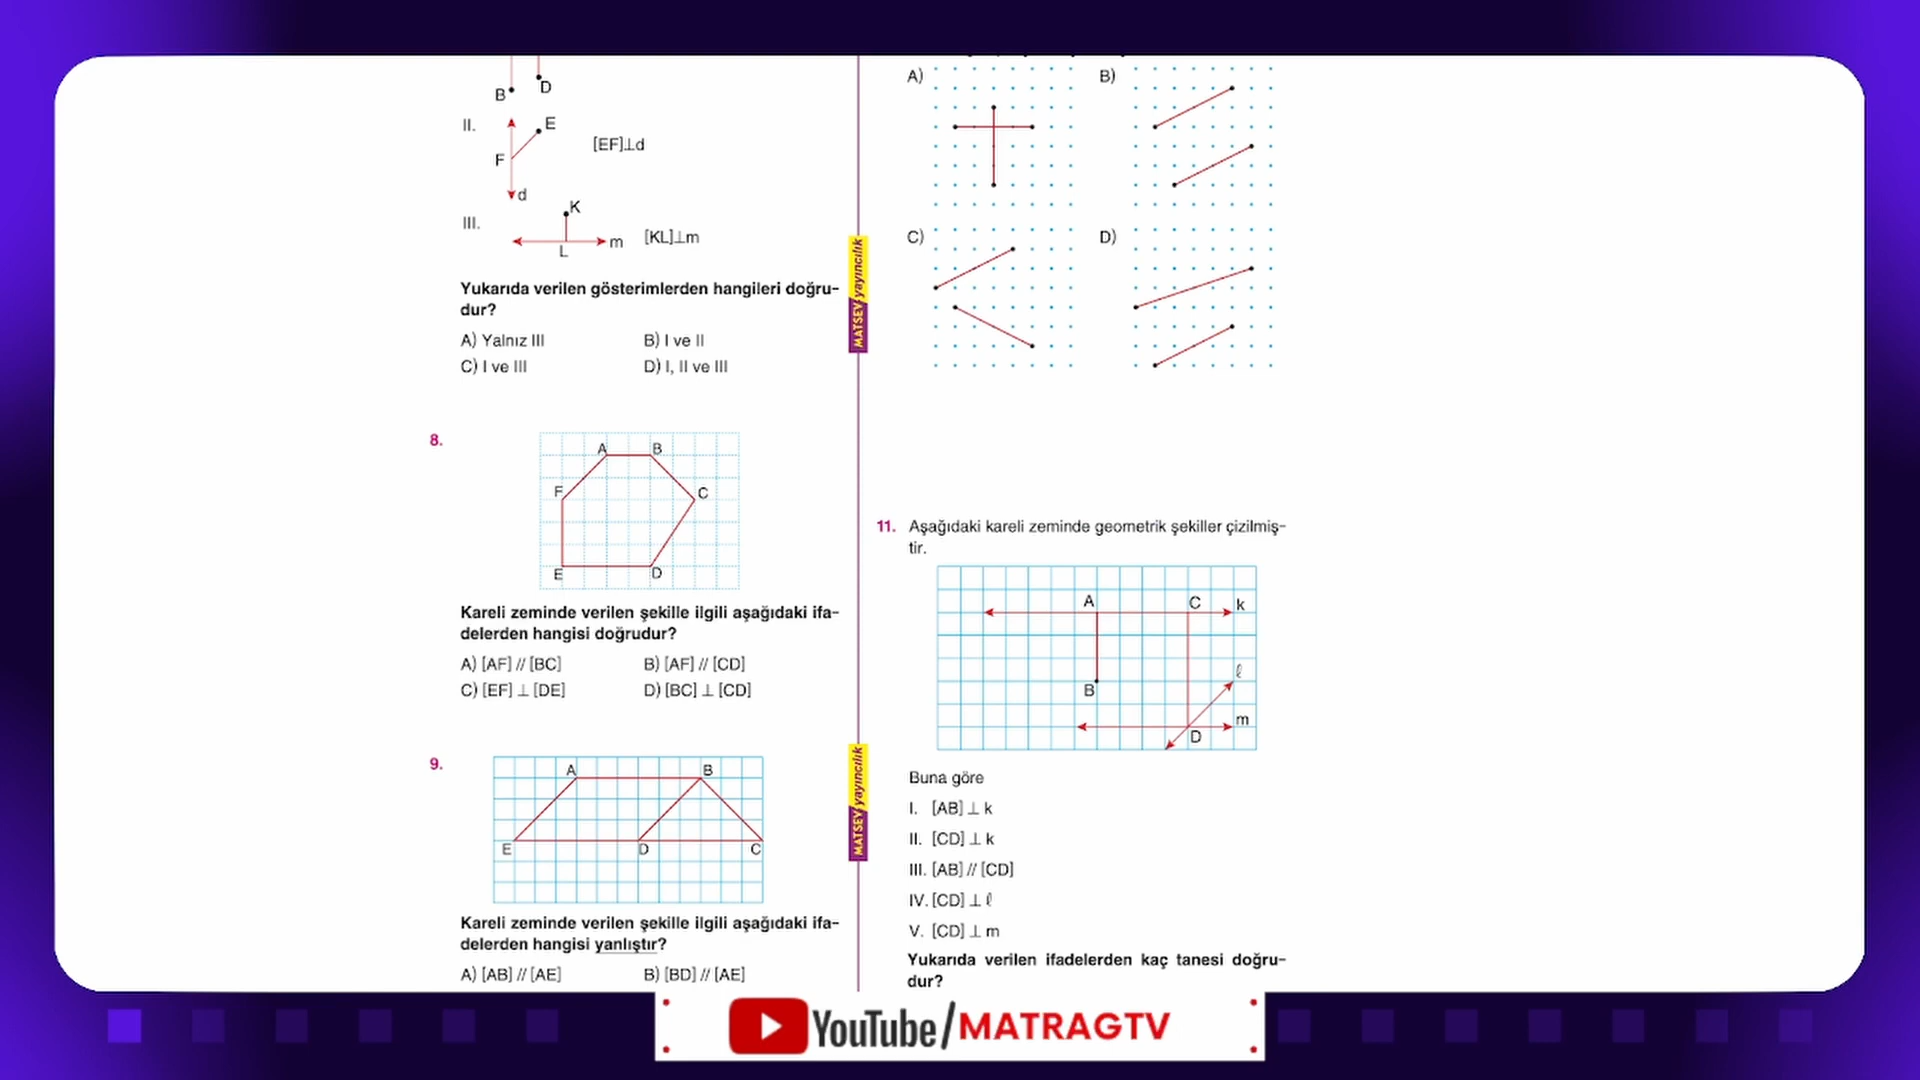 B
D
II.
E
F
d
[EF]⊥d
III.
K
L
m
[KL]⊥m
Yukarıda verilen gösterimlerden hangileri doğru-
dur?
A) Yalnız III
B) I ve II
C) I ve III
D) I, II ve III
8.
A
B
F
C
E
D
Kareli zeminde verilen şekille ilgili aşağıdaki ifa-
delerden hangisi doğrudur?
A) [AF] // [BC]
B) [AF] // [CD]
C) [EF] ⊥ [DE]
D) [BC] ⊥ [CD]
9.
A
B
E
D
C
Kareli zeminde verilen şekille ilgili aşağıdaki ifa-
delerden hangisi yanlıştır?
A) [AB] // [AE]
B) [BD] // [AE]
MATSEV yayıncılık
MATSEV yayıncılık
A)
B)
C)
D)
11. Aşağıdaki kareli zeminde geometrik şekiller çizilmiş-
tir.
A
C
k
ℓ
B
m
D
Buna göre
I. [AB] ⊥ k
II. [CD] ⊥ k
III. [AB] // [CD]
IV. [CD] ⊥ ℓ
V. [CD] ⊥ m
Yukarıda verilen ifadelerden kaç tanesi doğru-
dur?
YouTube/MATRAGTV